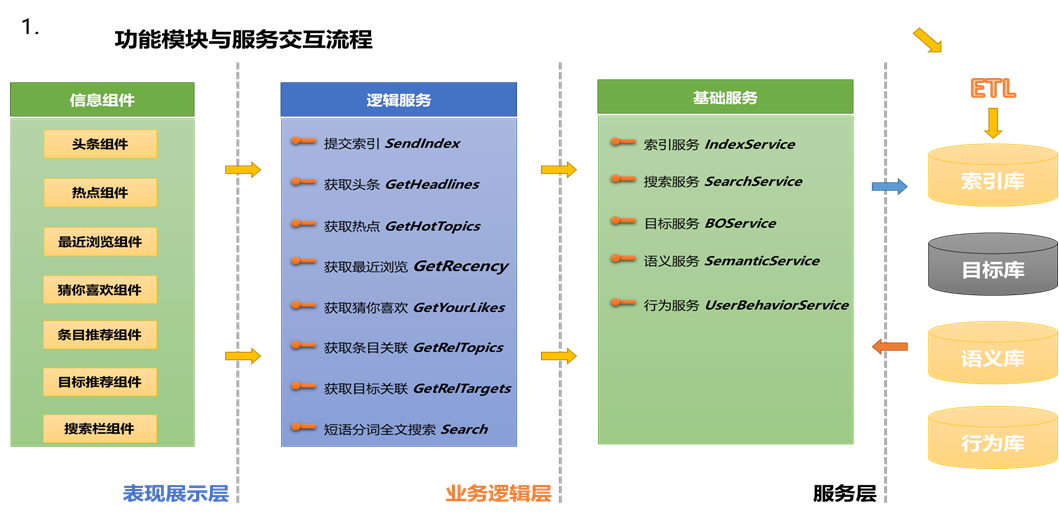 1.
功能模块与服务交互流程
信息组件
头条组件
热点组件
最近浏览组件
猜你喜欢组件
条目推荐组件
目标推荐组件
搜索栏组件
表现展示层
逻辑服务
提交索引 SendIndex
获取头条 GetHeadlines
获取热点 GetHotTopics
获取最近浏览 GetRecency
获取猜你喜欢 GetYourLikes
获取条目关联 GetRelTopics
获取目标关联 GetRelTargets
短语分词全文搜索 Search
业务逻辑层
基础服务
索引服务 IndexService
搜索服务 SearchService
目标服务 BOService
语义服务 SemanticService
行为服务 UserBehaviorService
服务层
ETL
索引库
目标库
语义库
行为库